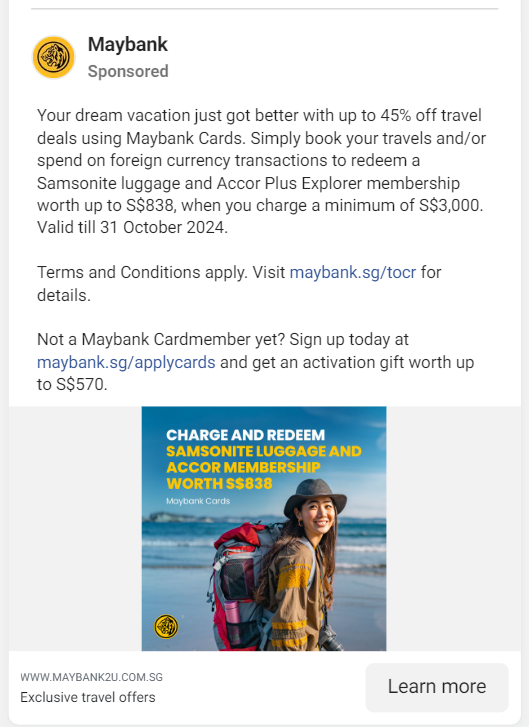 Maybank
Sponsored
Your dream vacation just got better with up to 45% off travel
deals using Maybank Cards. Simply book your travels and/or
spend on foreign currency transactions to redeem a
Samsonite luggage and Accor Plus Explorer membership
worth up to S$838, when you charge a minimum of S$3,000.
Valid till 31 October 2024.
Terms and Conditions apply. Visit maybank.sg/tocr for
details.
Not a Maybank Cardmember yet? Sign up today at
maybank.sg/applycards and get an activation gift worth up
to S$570.
CHARGE AND REDEEM
SAMSONITE LUGGAGE AND
ACCOR MEMBERSHIP
WORTH S$838
Maybank Cards
WWW.MAYBANK2U.COM.SG
Exclusive travel offers
Learn more